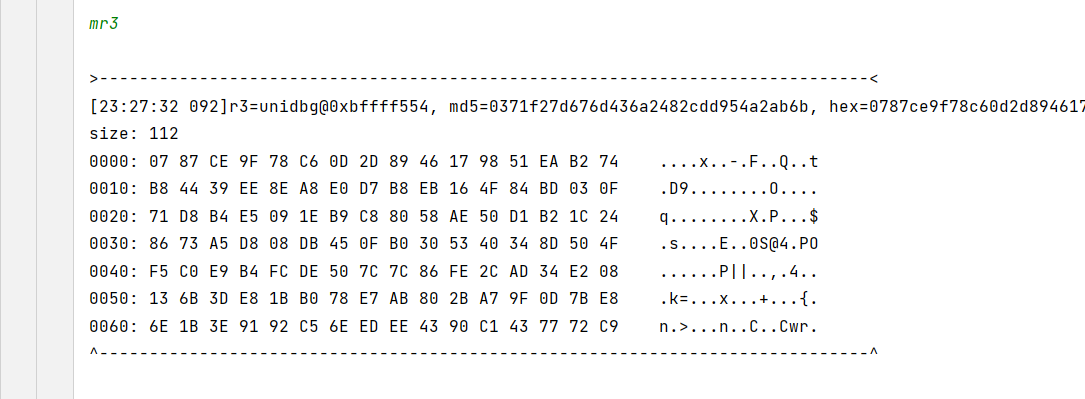 mr3
>-----------------------------------------------------------------------------<
[23:27:32 092]r3=unidbg@0xbffff554, md5=0371f27d676d436a2482cdd954a2ab6b, hex=0787ce9f78c60d2d894617
size: 112
0000: 07 87 CE 9F 78 C6 0D 2D 89 46 17 98 51 EA B2 74    ....x..-.F..Q..t
0010: B8 44 39 EE 8E A8 E0 D7 B8 EB 16 4F 84 BD 03 0F    .D9........O....
0020: 71 D8 B4 E5 09 1E B9 C8 80 58 AE 50 D1 B2 1C 24    q........X.P...$
0030: 86 73 A5 D8 08 DB 45 0F B0 30 53 40 34 8D 50 4F    .s....E..0S@4.PO
0040: F5 C0 E9 B4 FC DE 50 7C 7C 86 FE 2C AD 34 E2 08    ......P||..,.4..
0050: 13 6B 3D E8 1B B0 78 E7 AB 80 2B A7 9F 0D 7B E8    .k=...x...+...{.
0060: 6E 1B 3E 91 92 C5 6E ED EE 43 90 C1 43 77 72 C9    n.>...n..C..Cwr.
^-----------------------------------------------------------------------------^